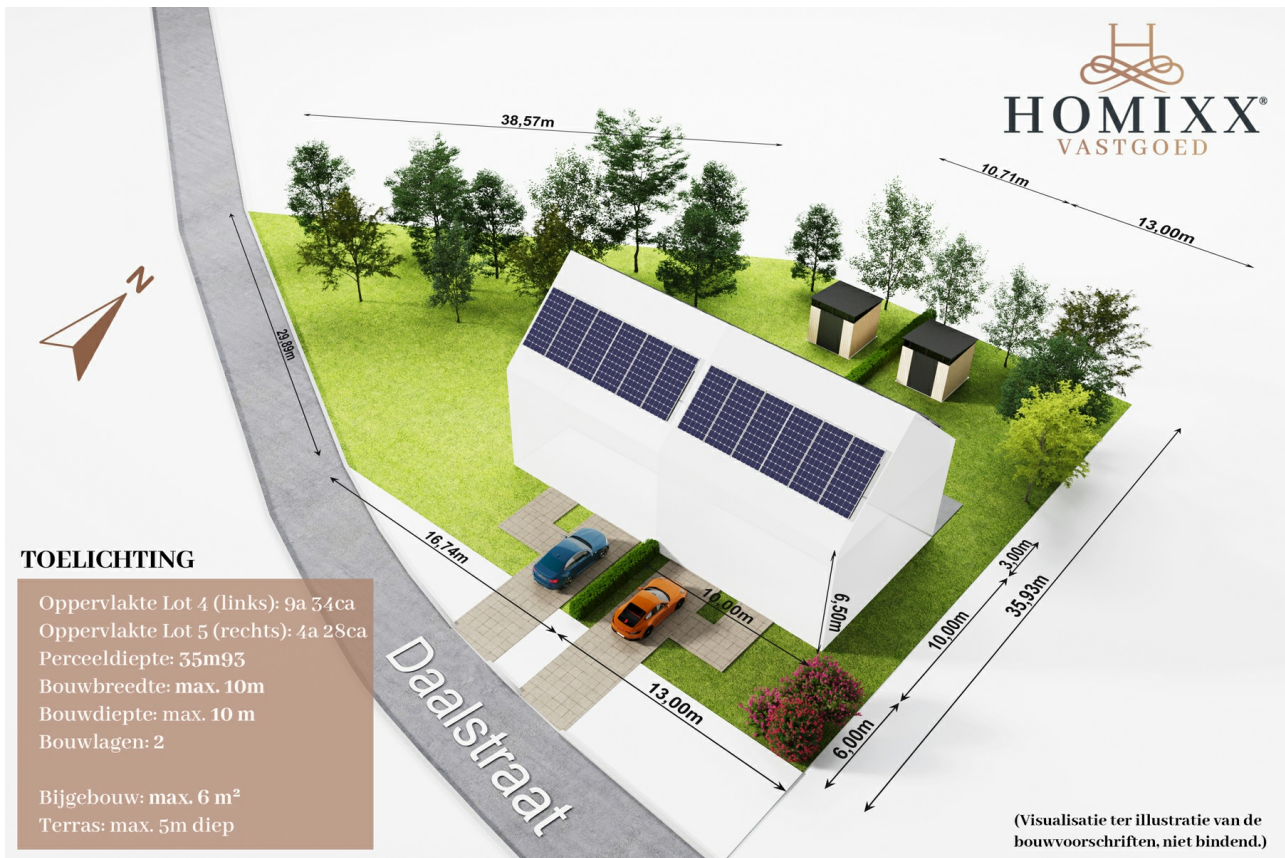 H
HOMIXX®
VASTGOED
38,57m
10,71m
13,00m
N
29,89m
16,74m
13,00m
10,00m
6,50m
3,00m
10,00m
35,93m
6,00m
Daalstraat
TOELICHTING
Oppervlakte Lot 4 (links): 9a 34ca
Oppervlakte Lot 5 (rechts): 4a 28ca
Perceeldiepte: 35m93
Bouwbreedte: max. 10m
Bouwdiepte: max. 10 m
Bouwlagen: 2
Bijgebouw: max. 6 m²
Terras: max. 5m diep
(Visualisatie ter illustratie van de
bouwvoorschriften, niet bindend.)